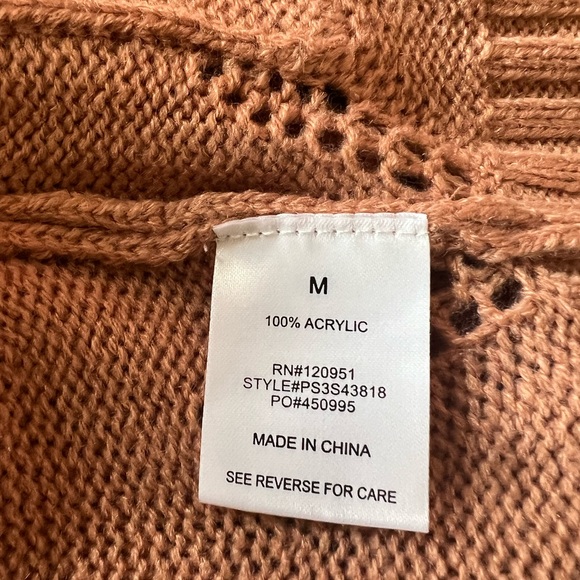 M
100% ACRYLIC
RN#120951
STYLE#PS3S43818
PO#450995
MADE IN CHINA
SEE REVERSE FOR CARE